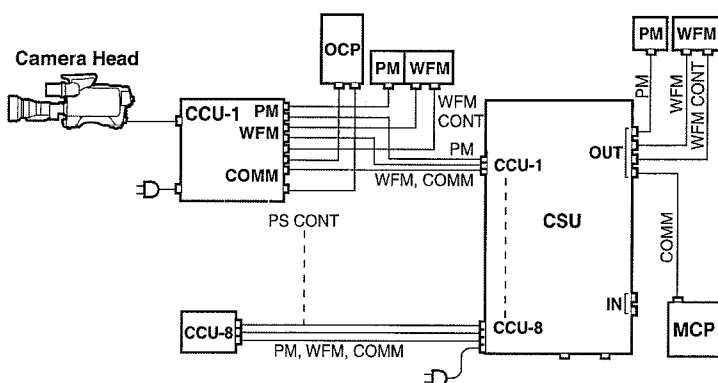 Camera Head
OCP
PM
WFM
PM
WFM
CCU-1
PM
WFM
COMM
WFM
CONT
PM
WFM, COMM
PS CONT
CCU-8
PM, WFM, COMM
CCU-1
CSU
CCU-8
OUT
IN
PM
WFM
WFM CONT
COMM
MCP